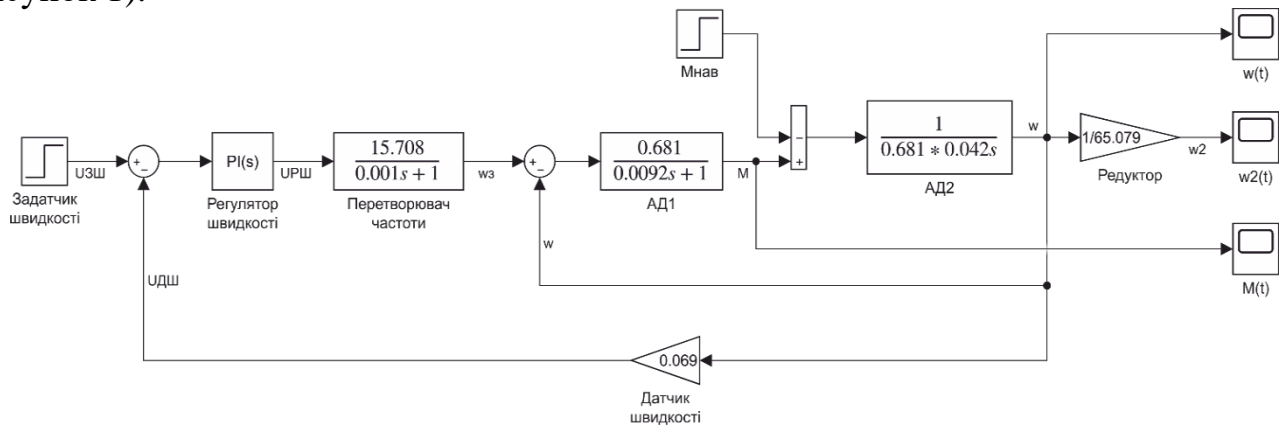 Мнав
w(t)
1
0.681 ∗ 0.042s
w
АД2
1/65.079
w2
Редуктор
w2(t)
+
−
UЗШ
Задатчик
швидкості
PI(s)
Регулятор
швидкості
UРШ
15.708
0.001s + 1
Перетворювач
частоти
wз
+
−
w
0.681
0.0092s + 1
АД1
M
−
+
M(t)
UДШ
0.069
Датчик
швидкості